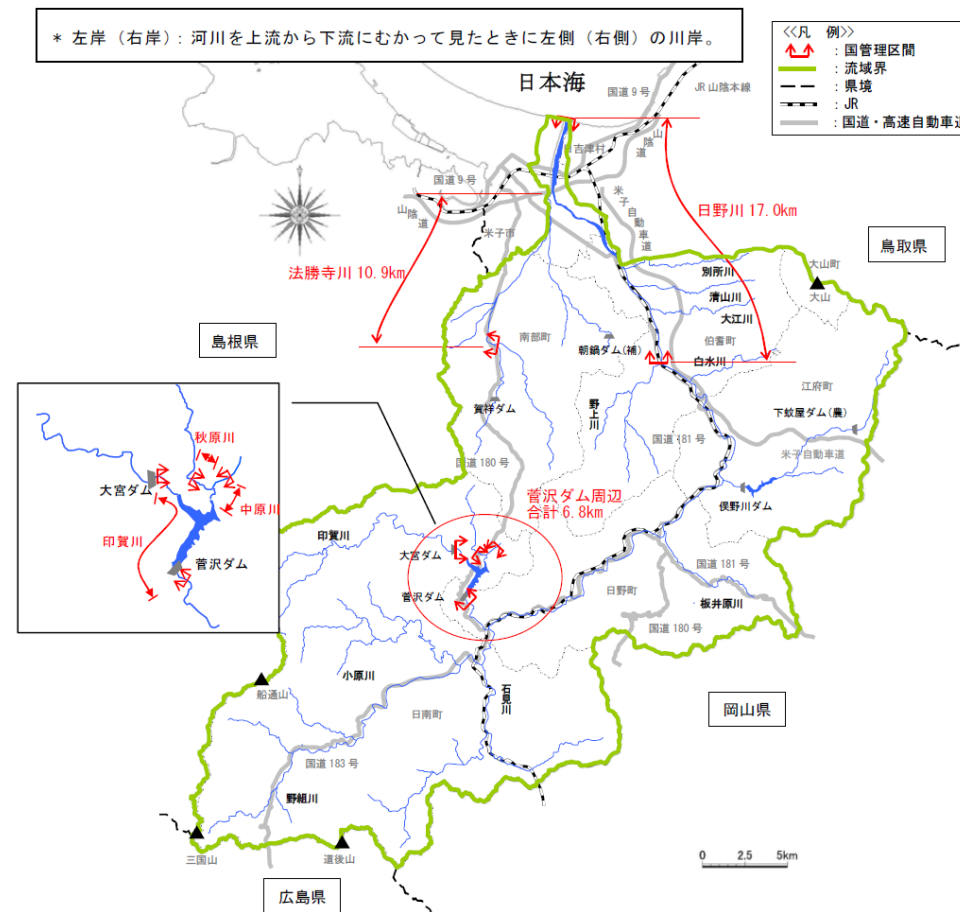 * 左岸（右岸）: 河川を上流から下流にむかって見たときに左側（右側）の川岸。
≪凡 例≫
: 国管理区間
: 流域界
: 県境
: JR
: 国道・高速自動車道
日本海
国道9号
JR山陰本線
山陰道
日吉津村
国道9号
山陰道
米子市
米子自動車道
日野川 17.0km
法勝寺川 10.9km
鳥取県
別所川
大山町
清山川
大山
大江川
島根県
南部町
伯耆町
朝鍋ダム(補)
白水川
江府町
賀祥ダム
野上川
下蚊屋ダム(農)
国道181号
秋原川
国道180号
米子自動車道
大宮ダム
菅沢ダム周辺
合計 6.8km
俣野川ダム
中原川
印賀川
印賀川
大宮ダム
菅沢ダム
国道181号
日野町
菅沢ダム
板井原川
国道180号
小原川
石見川
船通山
日南町
岡山県
国道183号
野組川
三国山
道後山
0 2.5 5km
広島県